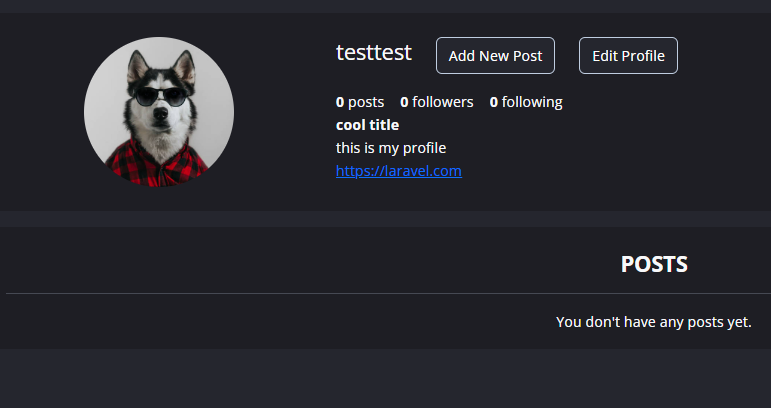 testtest Add New Post Edit Profile
0 posts 0 followers 0 following
cool title
this is my profile
https://laravel.com
POSTS
You don't have any posts yet.